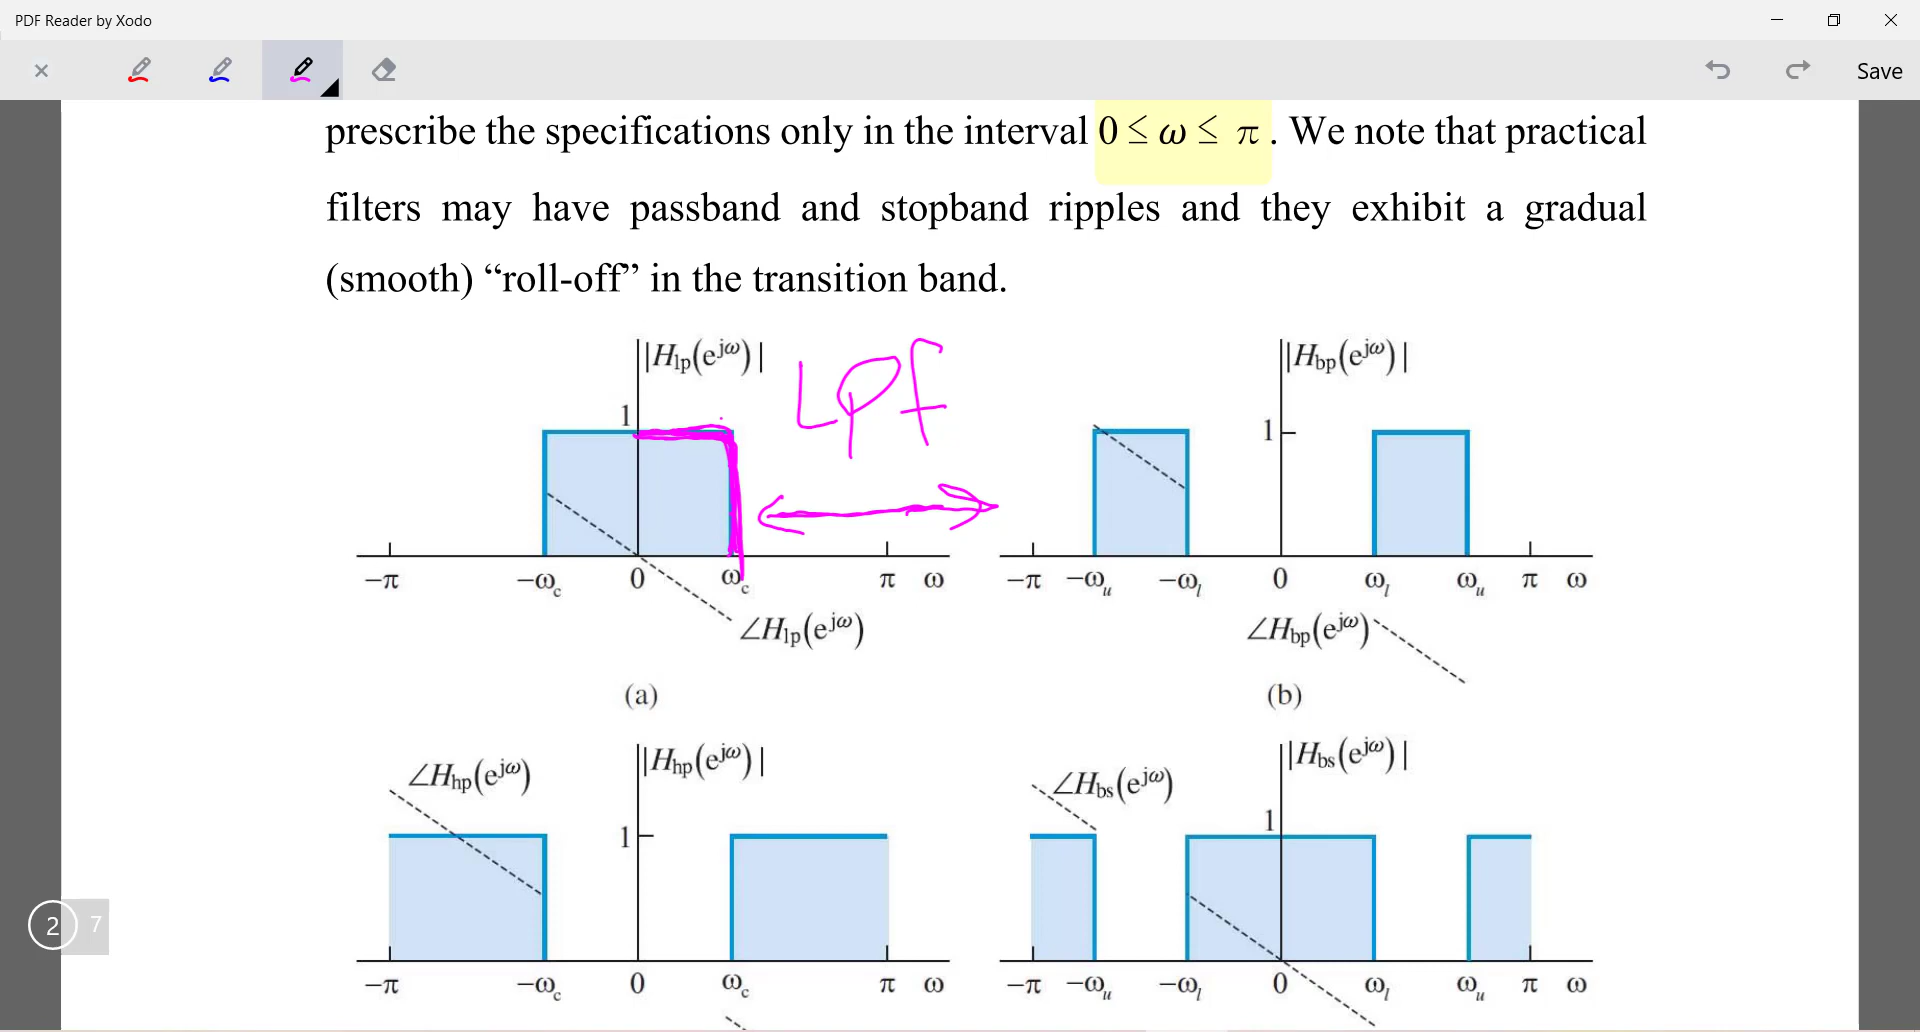 PDF Reader by Xodo
Save
prescribe the specifications only in the interval 0 ≤ ω ≤ π . We note that practical
filters may have passband and stopband ripples and they exhibit a gradual
(smooth) “roll-off” in the transition band.
|Hlp(e^jω)|
LPF
1
−π −ωc 0 ωc π ω
∠Hlp(e^jω)
(a)
|Hbp(e^jω)|
1
−π −ωu −ωl 0 ωl ωu π ω
∠Hbp(e^jω)
(b)
∠Hhp(e^jω)
|Hhp(e^jω)|
1
−π −ωc 0 ωc π ω
∠Hbs(e^jω)
|Hbs(e^jω)|
1
−π −ωu −ωl 0 ωl ωu π ω
2 7